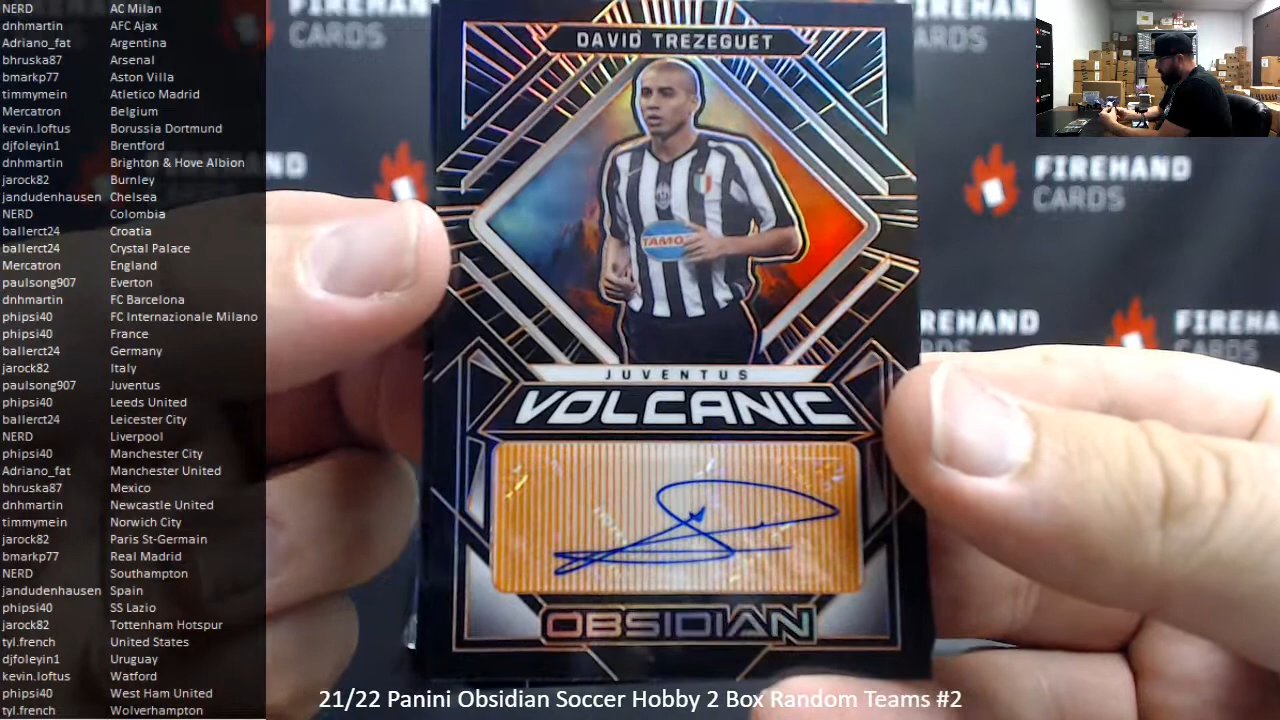 NERD AC Milan
dnhmartin AFC Ajax
Adriano_fat Argentina
bhruska87 Arsenal
bmarkp77 Aston Villa
timmymein Atletico Madrid
Mercatron Belgium
kevin.loftus Borussia Dortmund
djfoleyin1 Brentford
dnhmartin Brighton & Hove Albion
jarock82 Burnley
jandudenhausen Chelsea
NERD Colombia
ballerct24 Croatia
ballerct24 Crystal Palace
Mercatron England
paulsong907 Everton
dnhmartin FC Barcelona
phipsi40 FC Internazionale Milano
phipsi40 France
ballerct24 Germany
jarock82 Italy
paulsong907 Juventus
phipsi40 Leeds United
ballerct24 Leicester City
NERD Liverpool
phipsi40 Manchester City
Adriano_fat Manchester United
bhruska87 Mexico
dnhmartin Newcastle United
timmymein Norwich City
jarock82 Paris St-Germain
bmarkp77 Real Madrid
NERD Southampton
jandudenhausen Spain
phipsi40 SS Lazio
jarock82 Tottenham Hotspur
tyl.french United States
djfoleyin1 Uruguay
kevin.loftus Watford
phipsi40 West Ham United
tyl.french Wolverhampton
FIREHAND
CARDS
DAVID TREZEGUET
TAMO
JUVENTUS
VOLCANIC
OBSIDIAN
FIREHAND
CARDS
21/22 Panini Obsidian Soccer Hobby 2 Box Random Teams #2